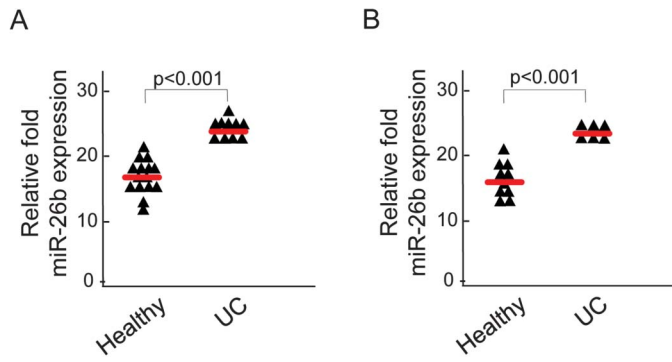 A
Relative fold
miR-26b expression
30
20
10
0
p<0.001
Healthy
UC
B
Relative fold
miR-26b expression
30
20
10
0
p<0.001
Healthy
UC